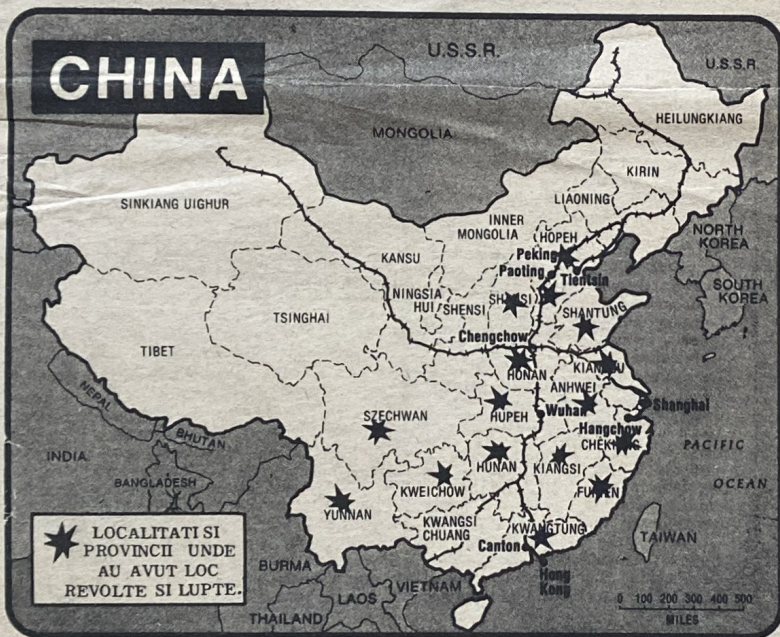 CHINA
U.S.S.R.
U.S.S.R.
MONGOLIA
HEILUNGKIANG
KIRIN
LIAONING
SINKIANG UIGHUR
INNER
MONGOLIA
HOPEH
NORTH
KOREA
Peking
KANSU
Paoting
Tientsin
SOUTH
KOREA
NINGSIA
HUI
SHENSI
SHANSI
SHANTUNG
TSINGHAI
Chengchow
TIBET
HONAN
KIANGSU
ANHWEI
NEPAL
SZECHWAN
HUPEH
Wuhan
Shanghai
BHUTAN
Hangchow
CHEKIANG
PACIFIC
OCEAN
INDIA
HUNAN
KIANGSI
BANGLADESH
KWEICHOW
FUKIEN
YUNNAN
KWANGSI
CHUANG
KWANGTUNG
TAIWAN
Canton
LOCALITATI SI
PROVINCII UNDE
AU AVUT LOC
REVOLTE SI LUPTE.
BURMA
VIETNAM
Hong
Kong
LAOS
THAILAND
0 100 200 300 400 500
MILES